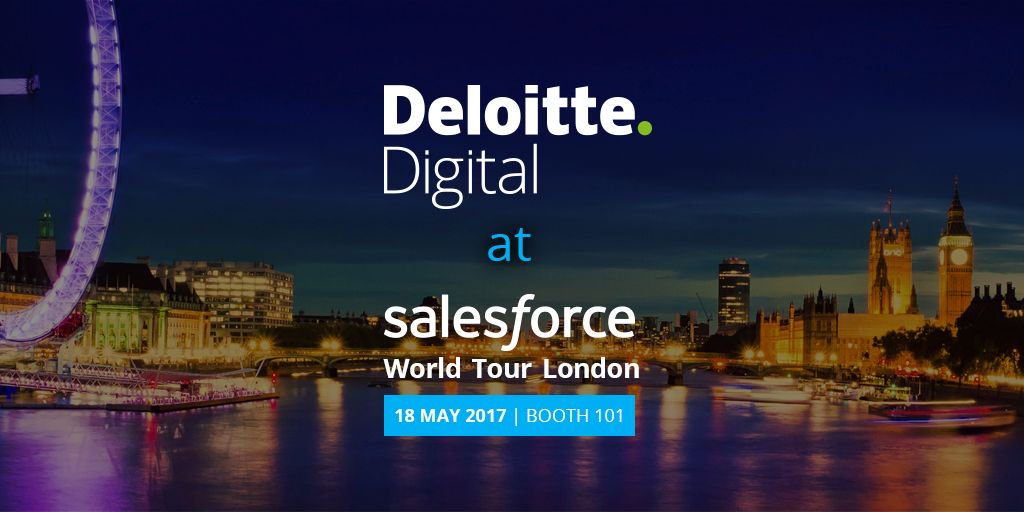 Deloitte.
Digital
at
salesforce
World Tour London
18 MAY 2017 | BOOTH 101